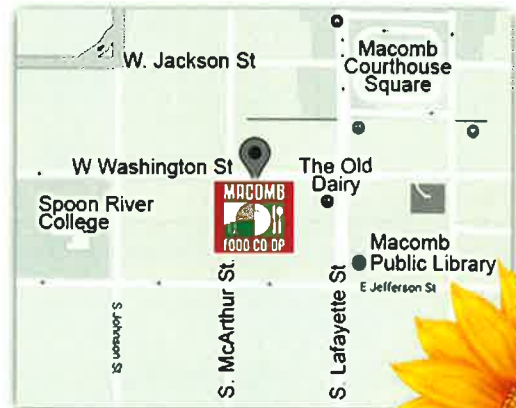 W. Jackson St
Macomb
Courthouse
Square
W Washington St
The Old
Dairy
MACOMB
FOOD CO-OP
Spoon River
College
Macomb
Public Library
E Jefferson St
S Johnson St
S. McArthur St.
S. Lafayette St